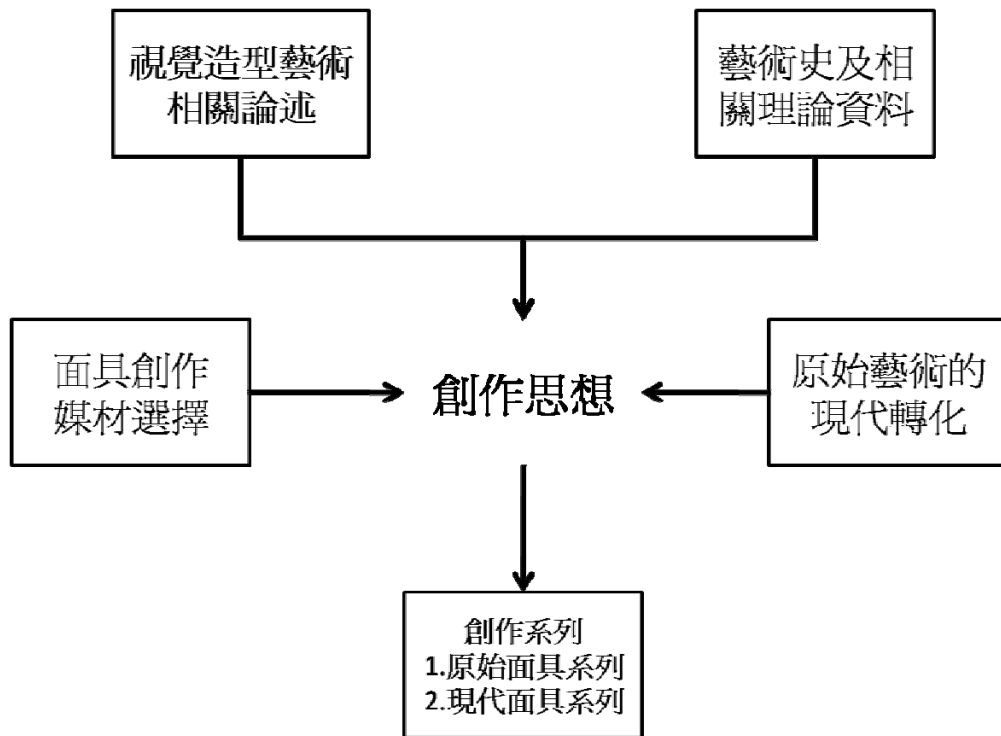 視覺造型藝術
相關論述
藝術史及相
關理論資料
面具創作
媒材選擇
創作思想
原始藝術的
現代轉化
創作系列
1.原始面具系列
2.現代面具系列